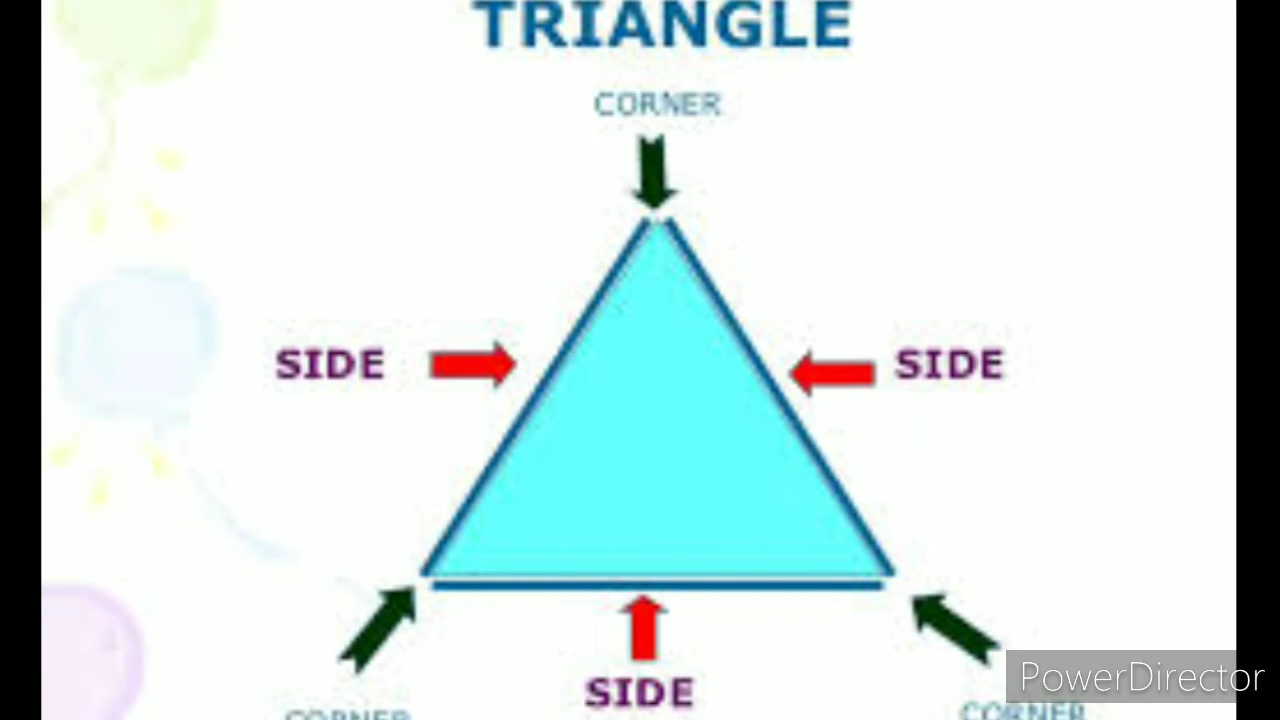 TRIANGLE
CORNER
SIDE
SIDE
SIDE
CORNER
CORNER
PowerDirector